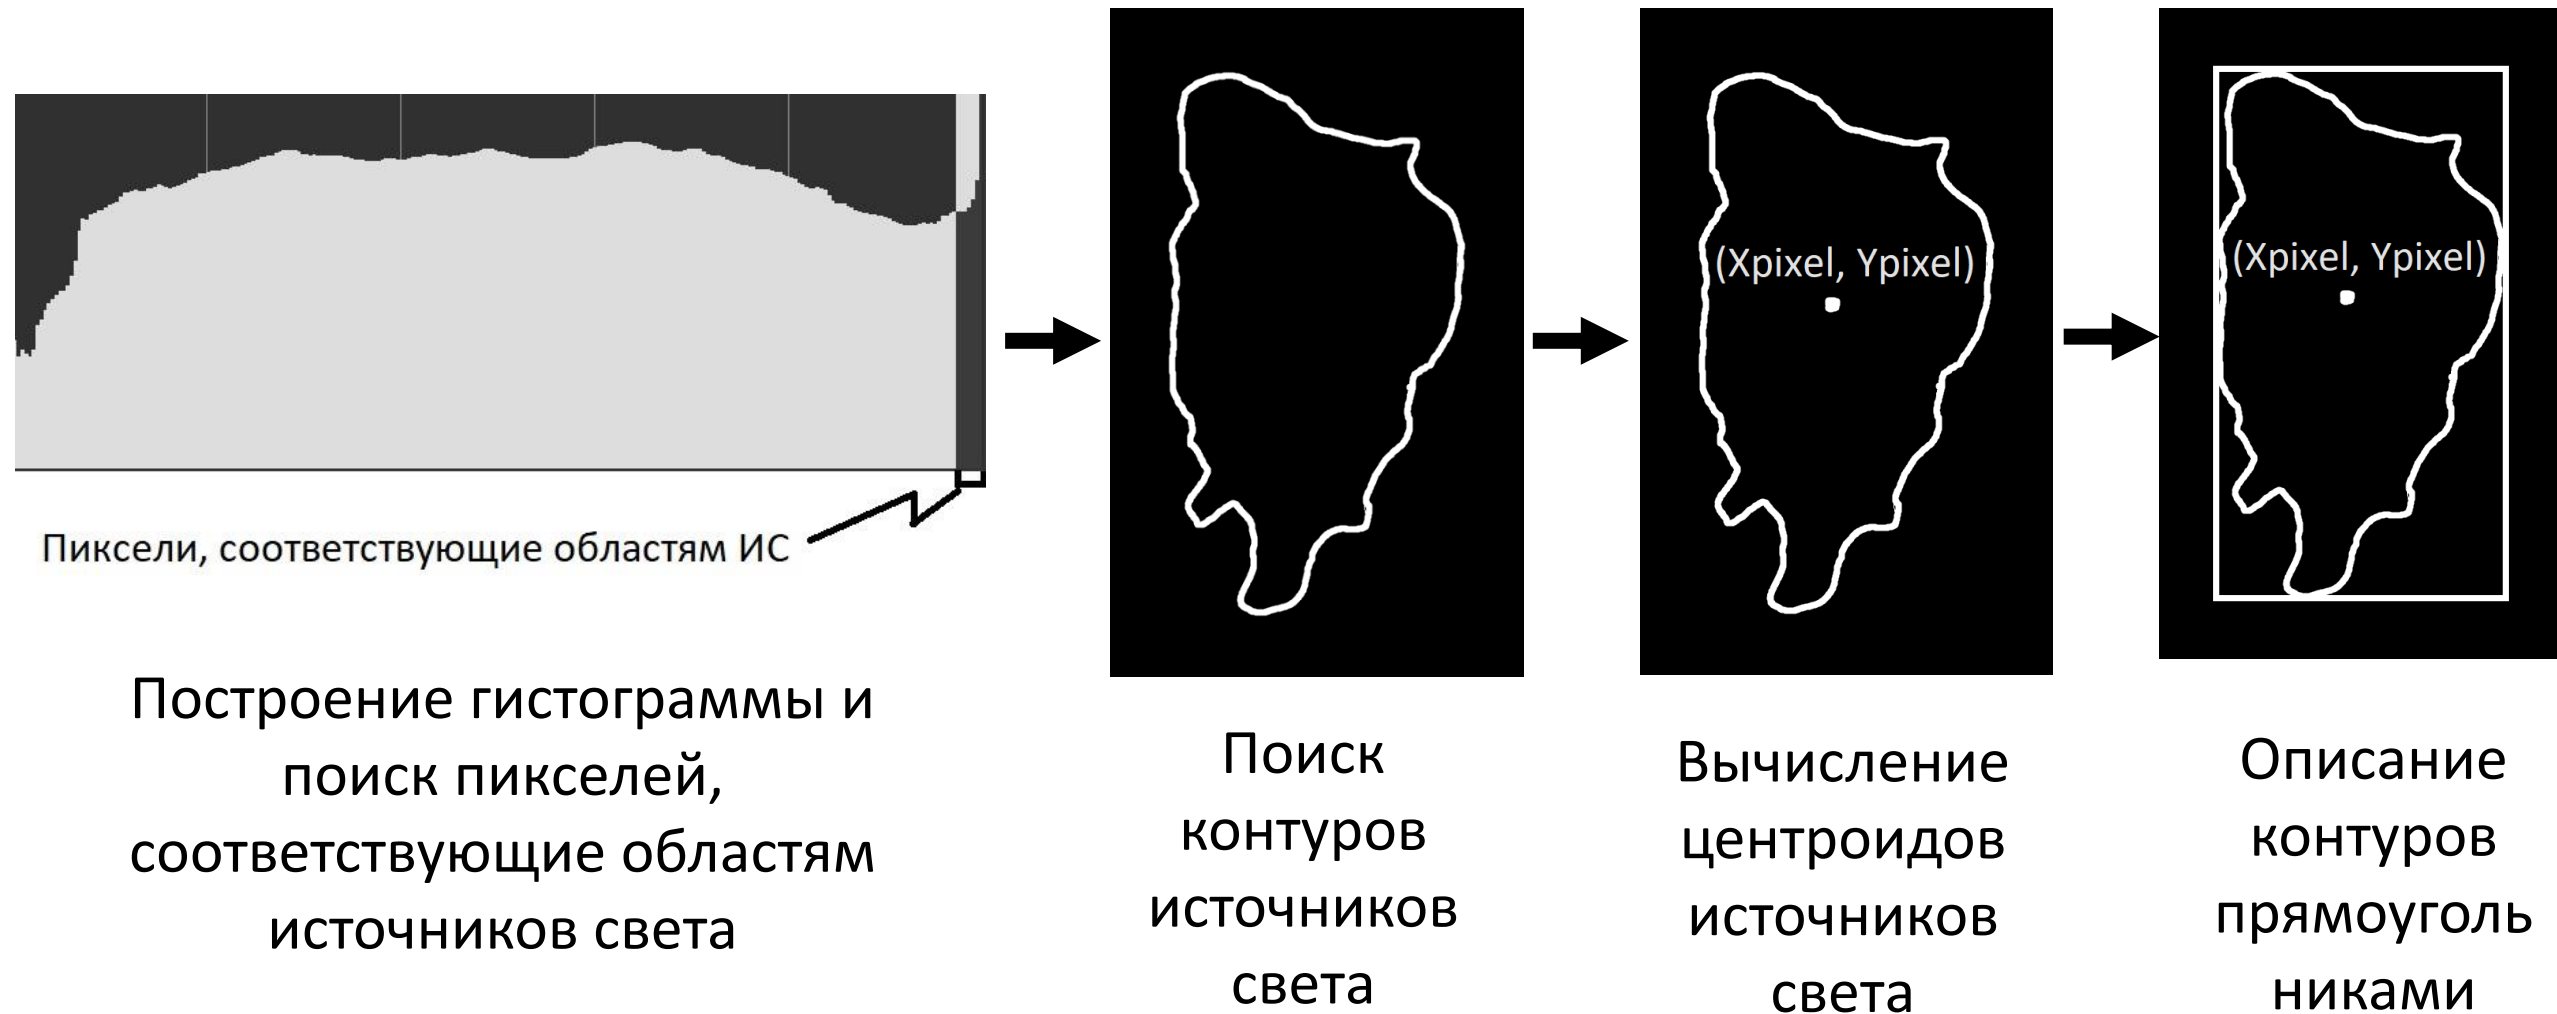 Пиксели, соответствующие областям ИС
Построение гистограммы и
поиск пикселей,
соответствующие областям
источников света
Поиск
контуров
источников
света
(Xpixel, Ypixel)
Вычисление
центроидов
источников
света
(Xpixel, Ypixel)
Описание
контуров
прямоуголь
никами